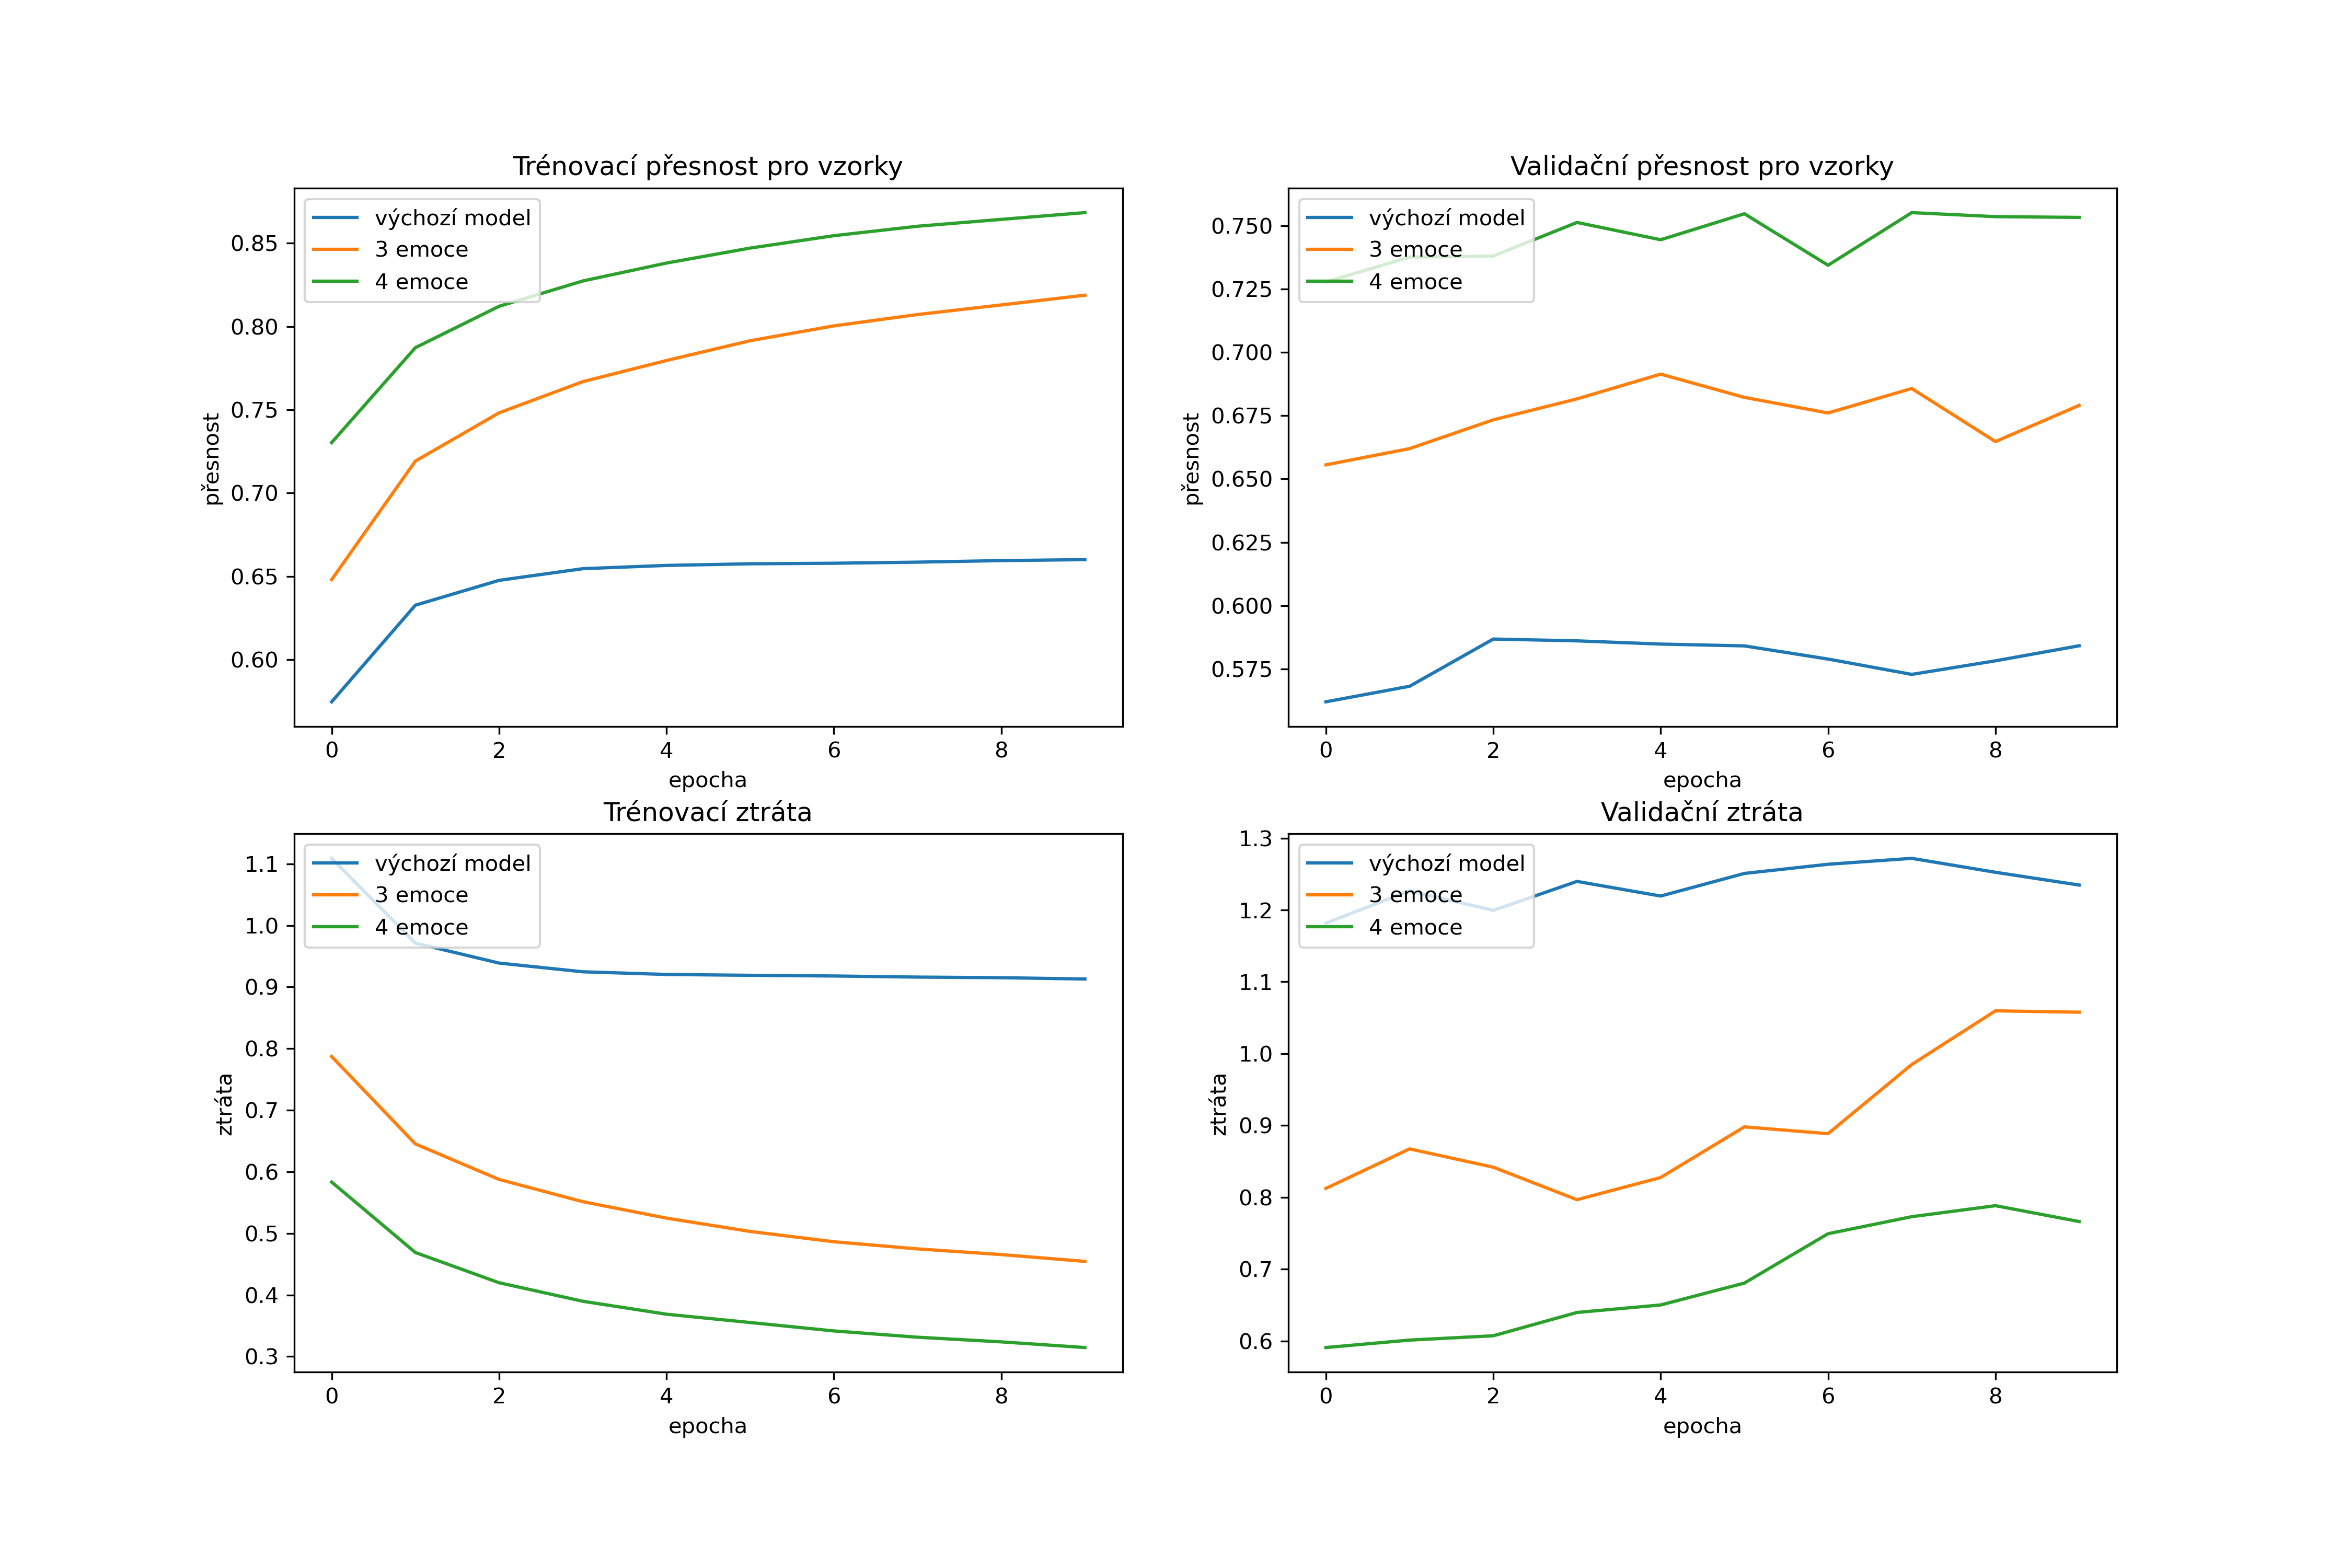 Trénovací přesnost pro vzorky
výchozí model
3 emoce
4 emoce
0.85
0.80
0.75
0.70
0.65
0.60
přesnost
0 2 4 6 8
epocha
Validační přesnost pro vzorky
výchozí model
3 emoce
4 emoce
0.750
0.725
0.700
0.675
0.650
0.625
0.600
0.575
přesnost
0 2 4 6 8
epocha
Trénovací ztráta
výchozí model
3 emoce
4 emoce
1.1
1.0
0.9
0.8
0.7
0.6
0.5
0.4
0.3
ztráta
0 2 4 6 8
epocha
Validační ztráta
výchozí model
3 emoce
4 emoce
1.3
1.2
1.1
1.0
0.9
0.8
0.7
0.6
ztráta
0 2 4 6 8
epocha